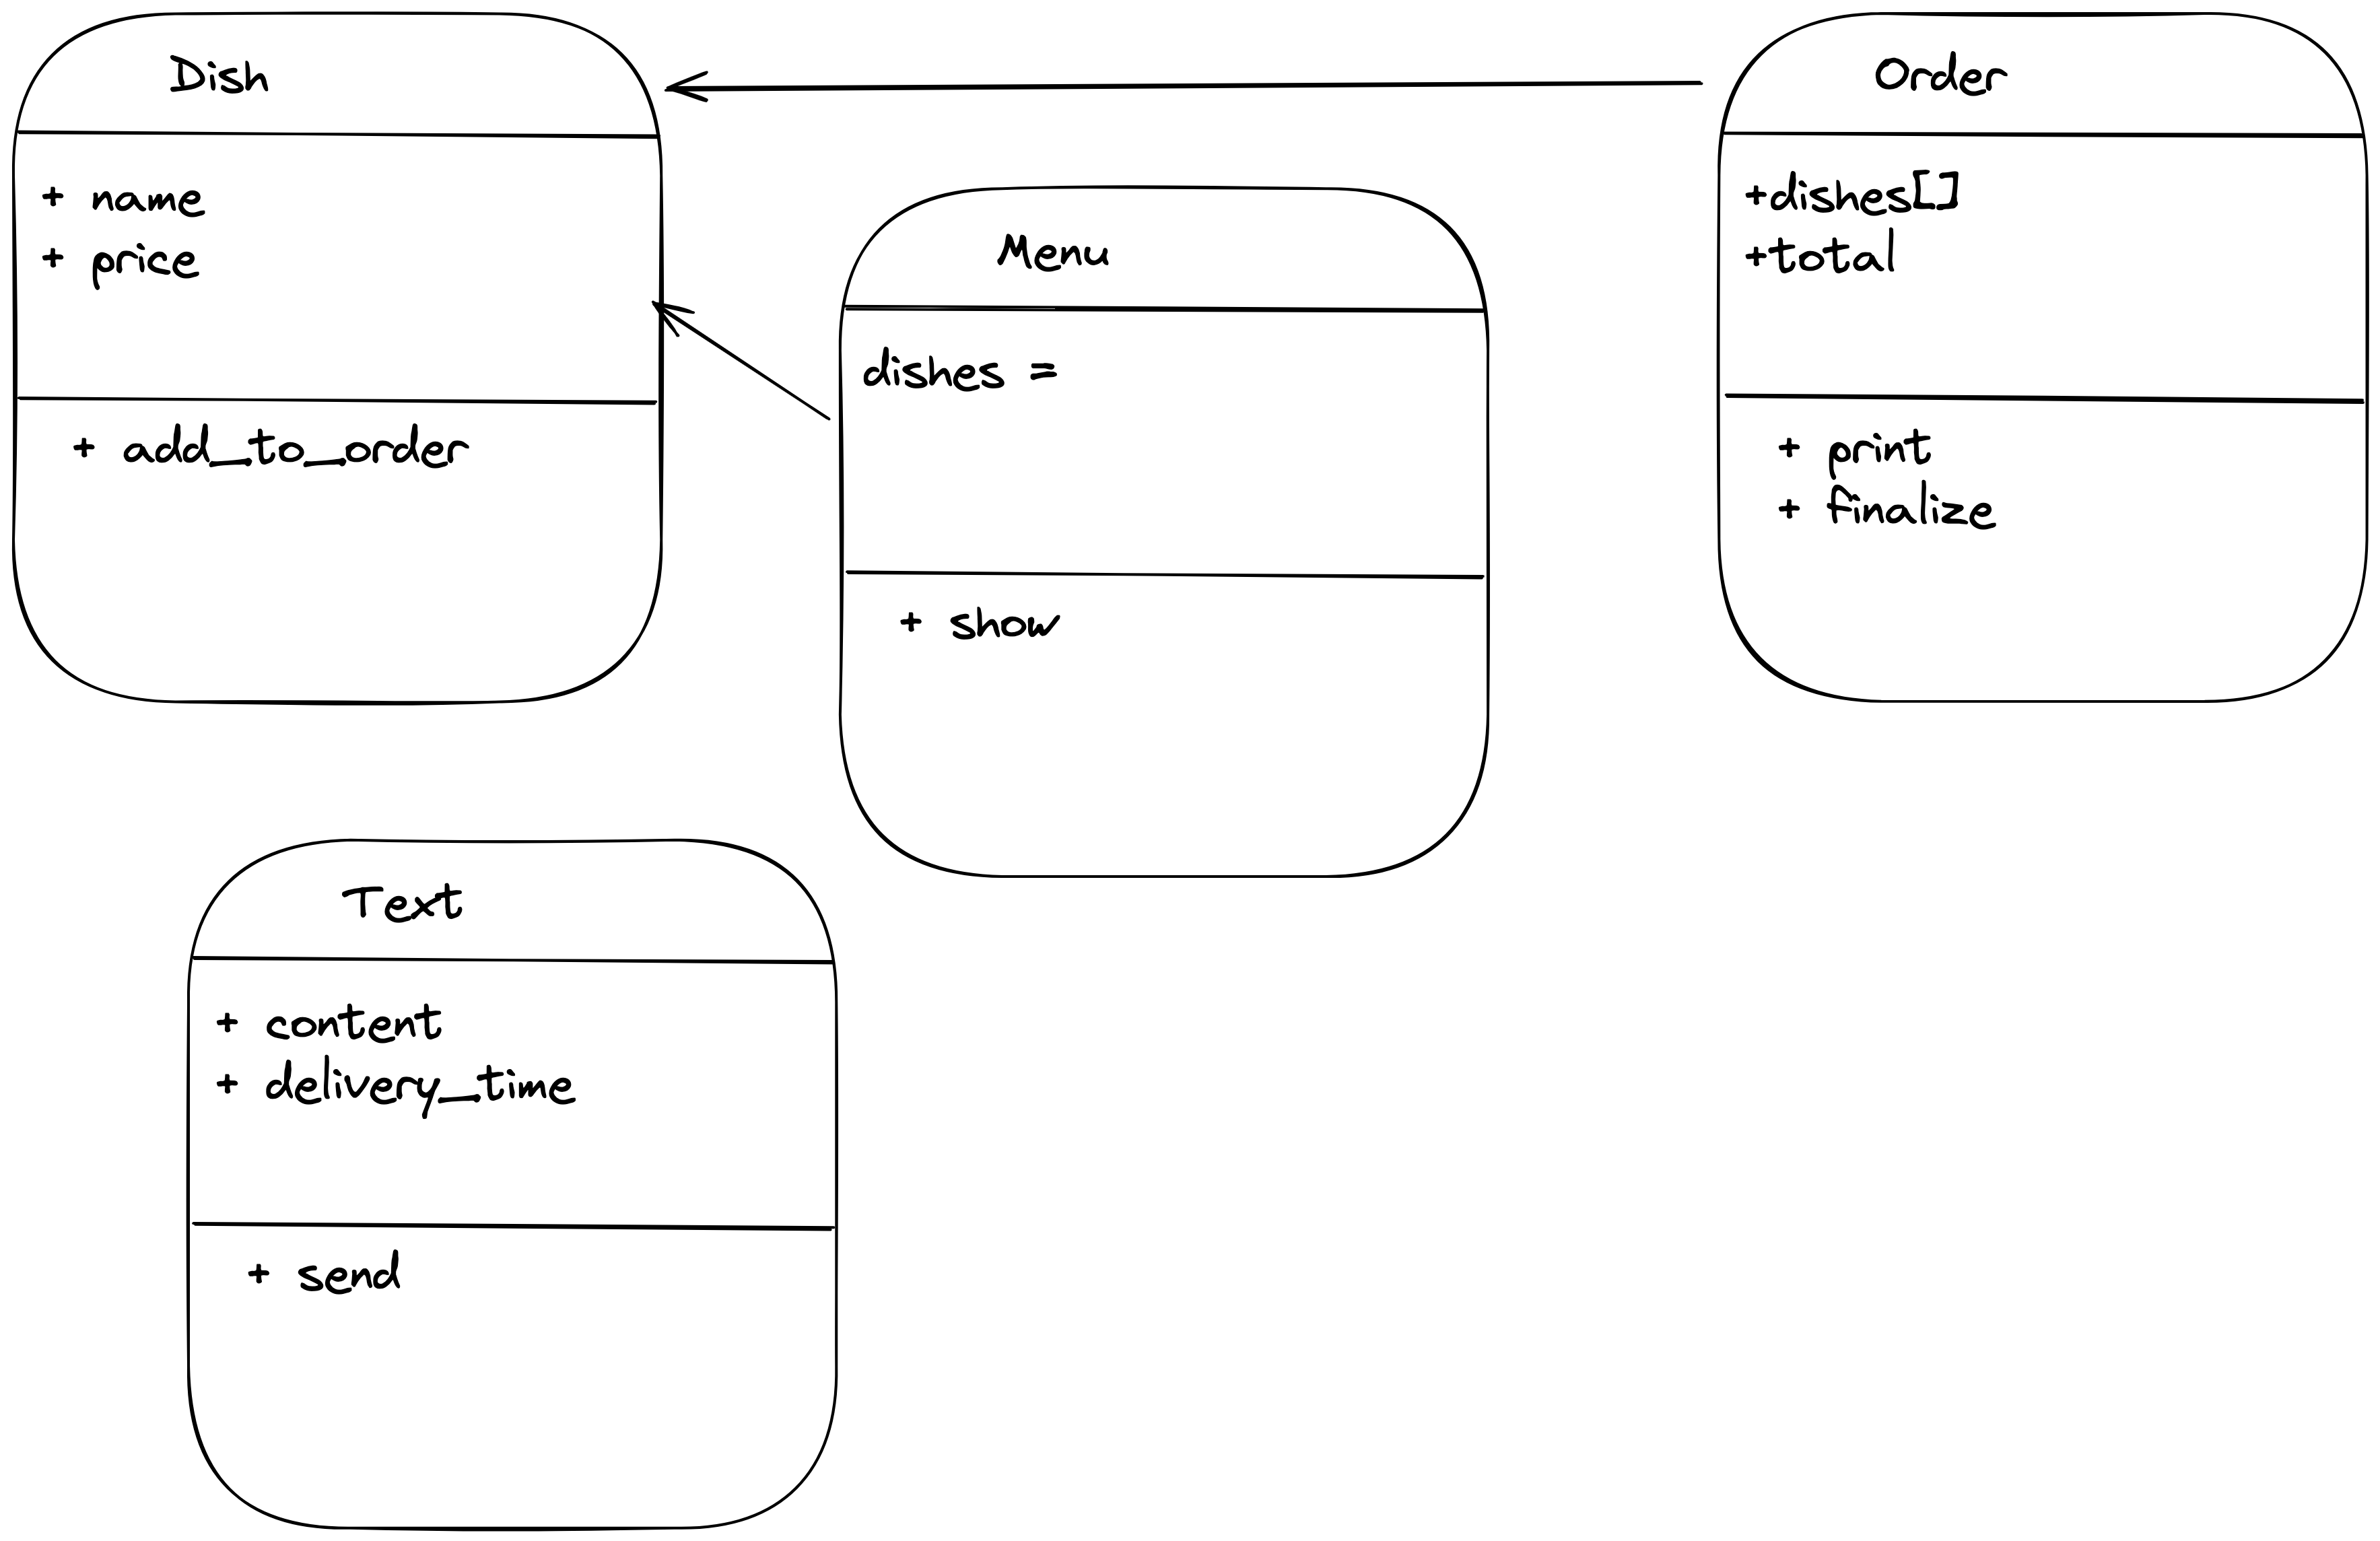 Dish
+ name
+ price
+ add_to_order
Menu
dishes =
+ show
Order
+dishes[]
+total
+ print
+ finalize
Text
+ content
+ delivery_time
+ send